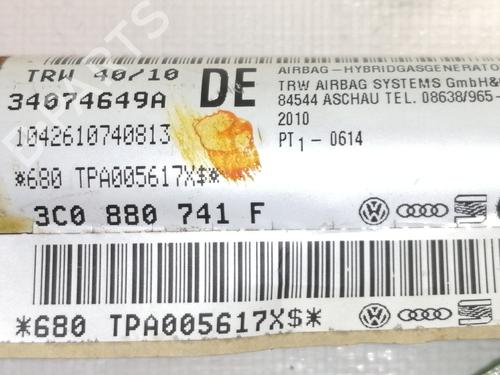 TRW 40/10
34074649A
DE
1042610740813
*680 TPA005617X$*
3C0 880 741 F
AIRBAG-HYBRIDGASGENERATO
TRW AIRBAG SYSTEMS GmbH&
84544 ASCHAU TEL. 08638/965-
2010
PT1-0614
*680 TPA005617X$*